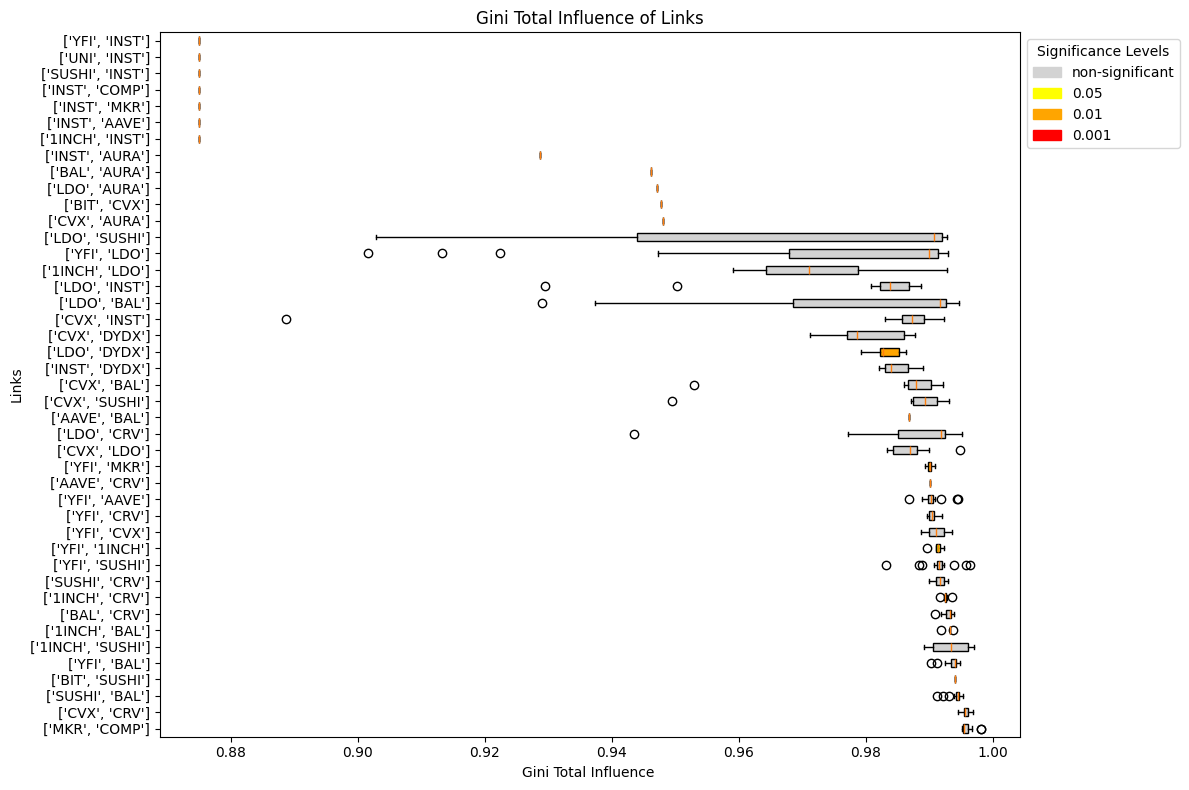 Gini Total Influence of Links
['YFI', 'INST']
['UNI', 'INST']
['SUSHI', 'INST']
['INST', 'COMP']
['INST', 'MKR']
['INST', 'AAVE']
['1INCH', 'INST']
['INST', 'AURA']
['BAL', 'AURA']
['LDO', 'AURA']
['BIT', 'CVX']
['CVX', 'AURA']
['LDO', 'SUSHI']
['YFI', 'LDO']
['1INCH', 'LDO']
['LDO', 'INST']
['LDO', 'BAL']
['CVX', 'INST']
['CVX', 'DYDX']
['LDO', 'DYDX']
['INST', 'DYDX']
['CVX', 'BAL']
['CVX', 'SUSHI']
['AAVE', 'BAL']
['LDO', 'CRV']
['CVX', 'LDO']
['YFI', 'MKR']
['AAVE', 'CRV']
['YFI', 'AAVE']
['YFI', 'CRV']
['YFI', 'CVX']
['YFI', '1INCH']
['YFI', 'SUSHI']
['SUSHI', 'CRV']
['1INCH', 'CRV']
['BAL', 'CRV']
['1INCH', 'BAL']
['1INCH', 'SUSHI']
['YFI', 'BAL']
['BIT', 'SUSHI']
['SUSHI', 'BAL']
['CVX', 'CRV']
['MKR', 'COMP']
Links
0.88 0.90 0.92 0.94 0.96 0.98 1.00
Gini Total Influence
Significance Levels
non-significant
0.05
0.01
0.001